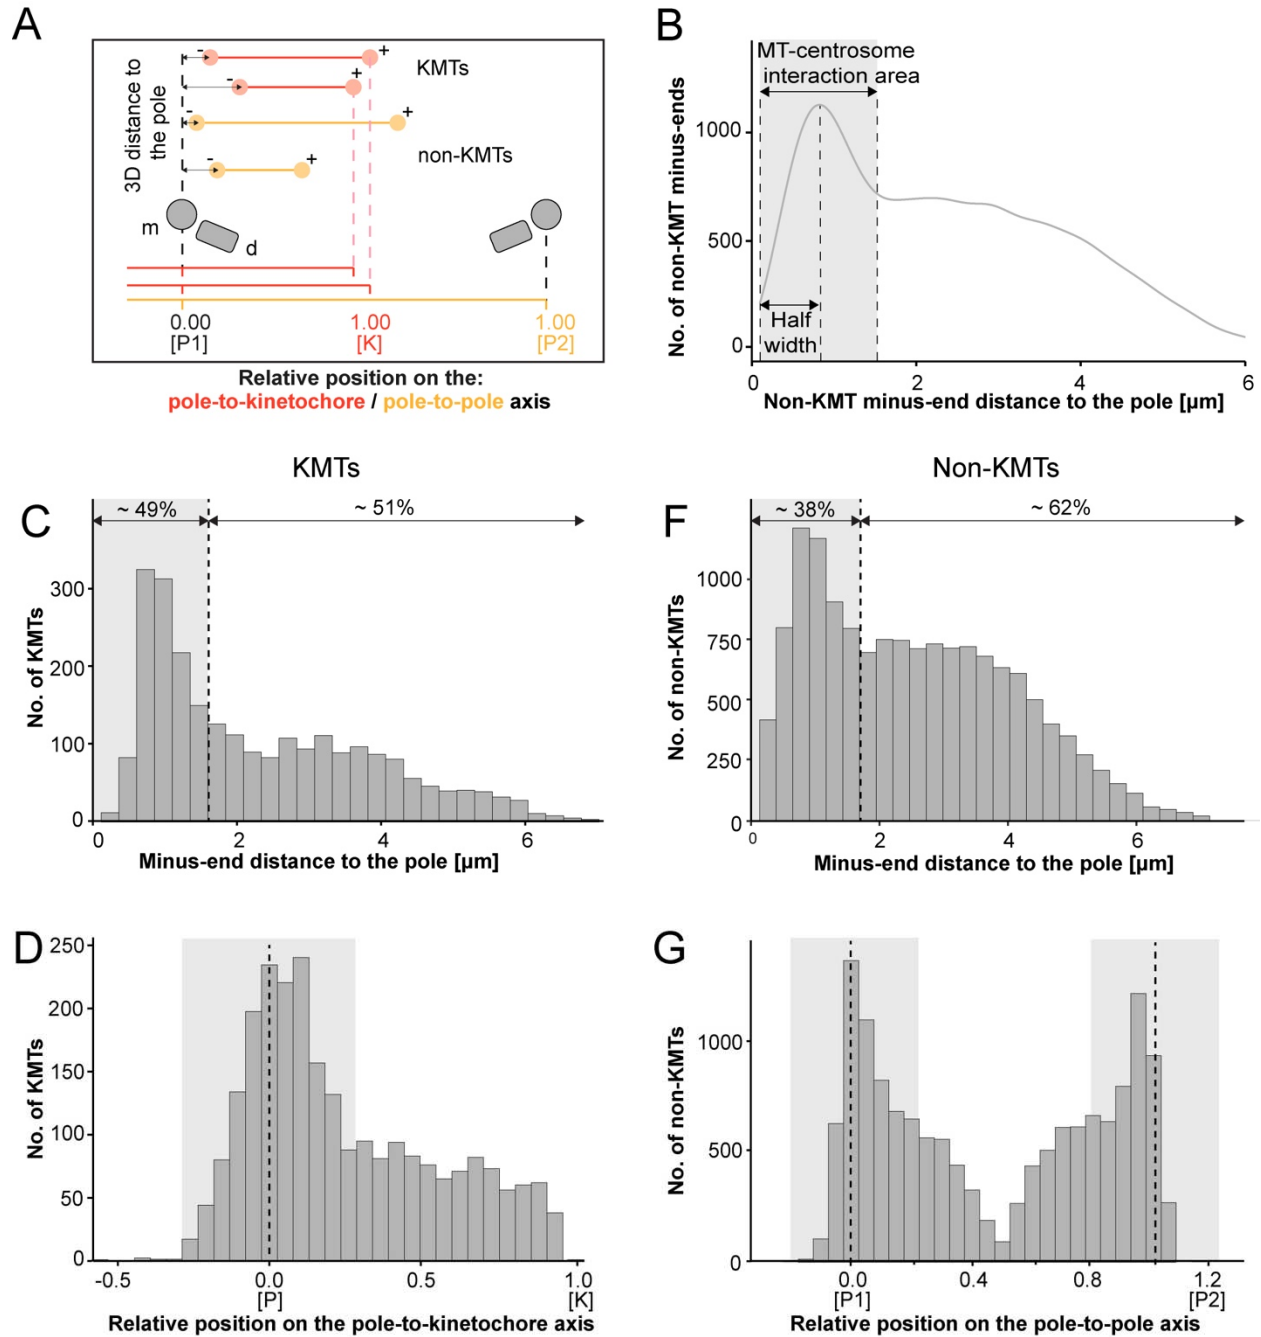 A
3D distance to
the pole
-
+
KMTs
-
+
-
+
non-KMTs
-
+
m
d
0.00
[P1]
1.00
[K]
1.00
[P2]
Relative position on the:
pole-to-kinetochore / pole-to-pole axis
B
MT-centrosome
interaction area
No. of non-KMT minus-ends
1000
500
0
Half
width
0
2
4
6
Non-KMT minus-end distance to the pole [µm]
KMTs
C
~ 49%
~ 51%
No. of KMTs
300
200
100
0
0
2
4
6
Minus-end distance to the pole [µm]
Non-KMTs
F
~ 38%
~ 62%
No. of non-KMTs
1000
750
500
250
0
0
2
4
6
Minus-end distance to the pole [µm]
D
No. of KMTs
250
200
150
100
50
0
-0.5
0.0
0.5
1.0
[P]
[K]
Relative position on the pole-to-kinetochore axis
G
No. of non-KMTs
1000
500
0
0.0
0.4
0.8
1.2
[P1]
[P2]
Relative position on the pole-to-pole axis